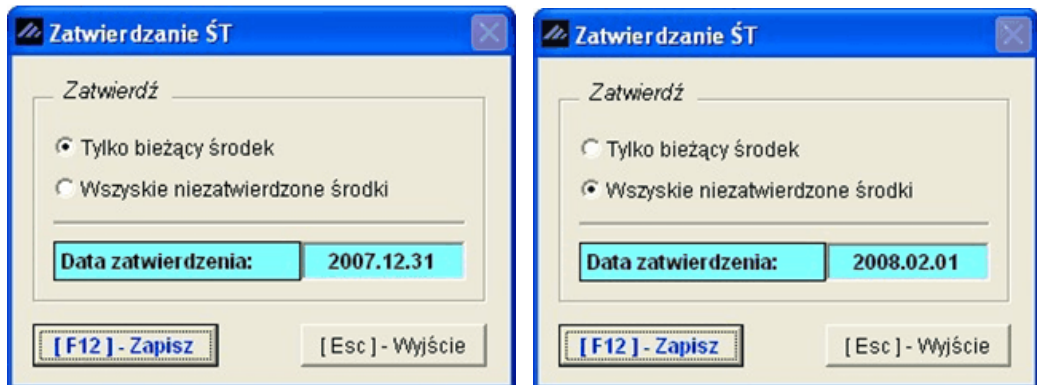 Zatwierdzanie ŚT
Zatwierdź
Tylko bieżący środek
Wszyskie niezatwierdzone środki
Data zatwierdzenia: 2007.12.31
[ F12 ] - Zapisz [ Esc ] - Wyjście
Zatwierdzanie ŚT
Zatwierdź
Tylko bieżący środek
Wszyskie niezatwierdzone środki
Data zatwierdzenia: 2008.02.01
[ F12 ] - Zapisz [ Esc ] - Wyjście